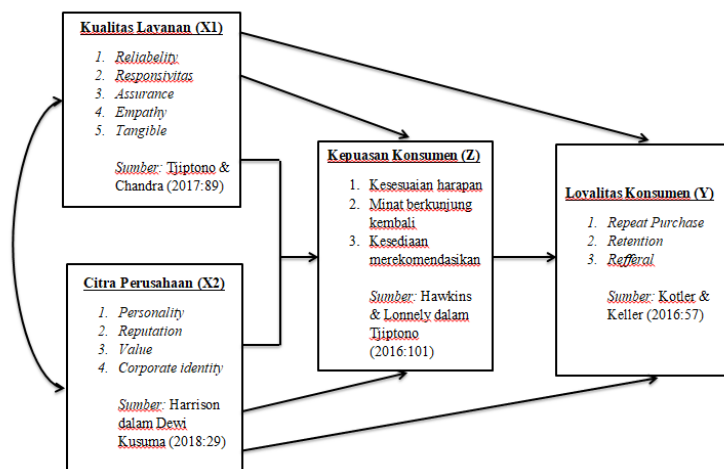 Kualitas Layanan (X1)
1. Reliabelity
2. Responsivitas
3. Assurance
4. Empathy
5. Tangible
Sumber: Tjiptono &
Chandra (2017:89)
Citra Perusahaan (X2)
1. Personality
2. Reputation
3. Value
4. Corporate identity
Sumber: Harrison
dalam Dewi
Kusuma (2018:29)
Kepuasan Konsumen (Z)
1. Kesesuaian harapan
2. Minat berkunjung
kembali
3. Kesediaan
merekomendasikan
Sumber: Hawkins
& Lonnely dalam
Tjiptono
(2016:101)
Loyalitas Konsumen (Y)
1. Repeat Purchase
2. Retention
3. Refferal
Sumber: Kotler &
Keller (2016:57)